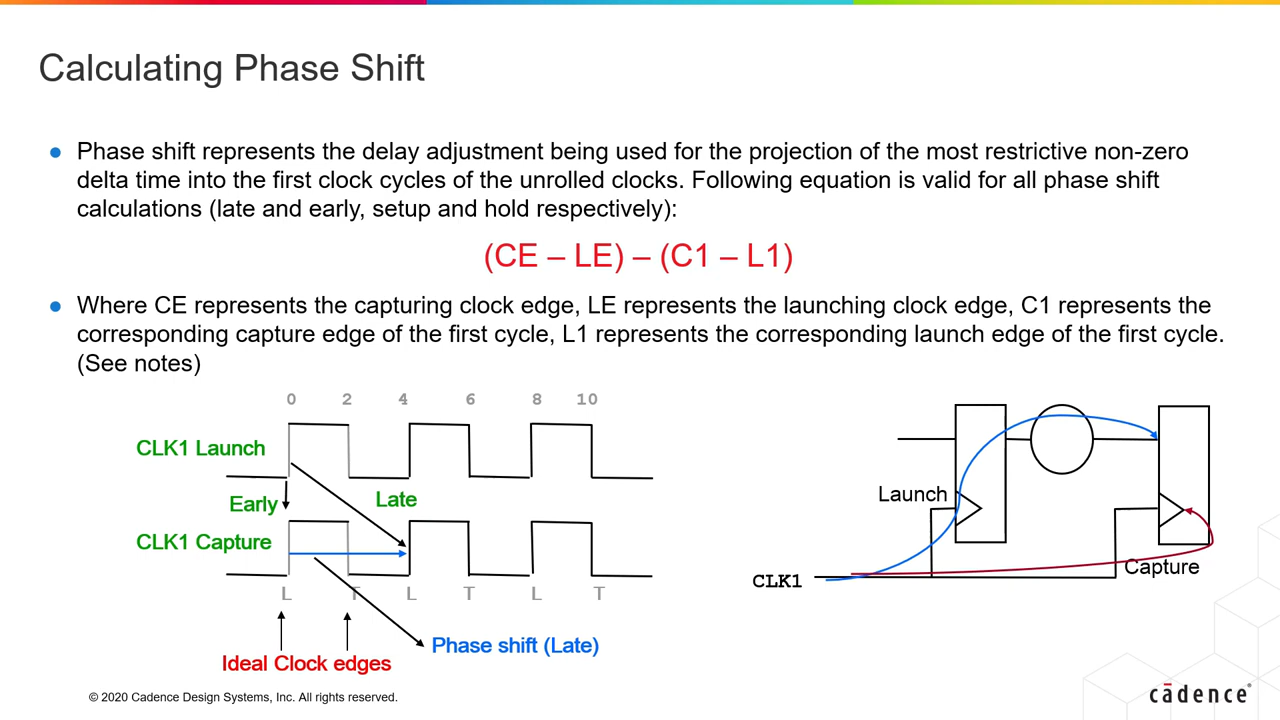 Calculating Phase Shift
● Phase shift represents the delay adjustment being used for the projection of the most restrictive non-zero
delta time into the first clock cycles of the unrolled clocks. Following equation is valid for all phase shift
calculations (late and early, setup and hold respectively):
(CE – LE) – (C1 – L1)
● Where CE represents the capturing clock edge, LE represents the launching clock edge, C1 represents the
corresponding capture edge of the first cycle, L1 represents the corresponding launch edge of the first cycle.
(See notes)
0 2 4 6 8 10
CLK1 Launch
Early
Late
CLK1 Capture
L T L T L T
Phase shift (Late)
Ideal Clock edges
Launch
Capture
CLK1
© 2020 Cadence Design Systems, Inc. All rights reserved.
cādence®